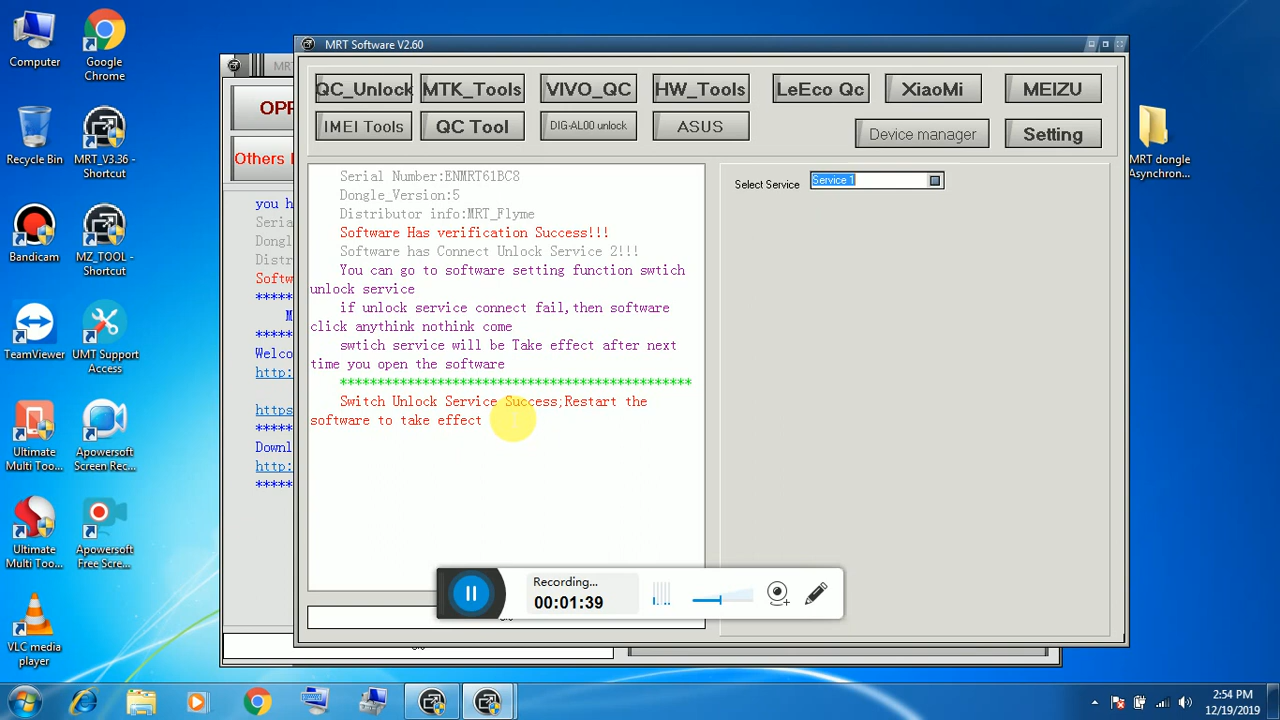 Computer
Google
Chrome
Recycle Bin
MRT_V3.36 -
Shortcut
Bandicam
MZ_TOOL -
Shortcut
TeamViewer
UMT Support
Access
Ultimate
Multi Too...
Apowersoft
Screen Rec...
Ultimate
Multi Too...
Apowersoft
Free Scree...
VLC media
player
MRT dongle
Asynchron...
MRT
OPP
Others
you h
Seria
Dongl
Distr
Softw
M
Welco
http:
https
Downl
http:
MRT Software V2.60
QC_Unlock MTK_Tools VIVO_QC HW_Tools LeEco Qc XiaoMi MEIZU
IMEI Tools QC Tool DIG-AL00 unlock ASUS Device manager Setting
Serial Number:ENMRT61BC8
Dongle_Version:5
Distributor info:MRT_Flyme
Software Has verification Success!!!
Software has Connect Unlock Service 2!!!
You can go to software setting function swtich
unlock service
if unlock service connect fail,then software
click anythink nothink come
swtich service will be Take effect after next
time you open the software
***********************************************
Switch Unlock Service Success;Restart the
software to take effect
Select Service Service 1
Recording...
00:01:39
2:54 PM
12/19/2019